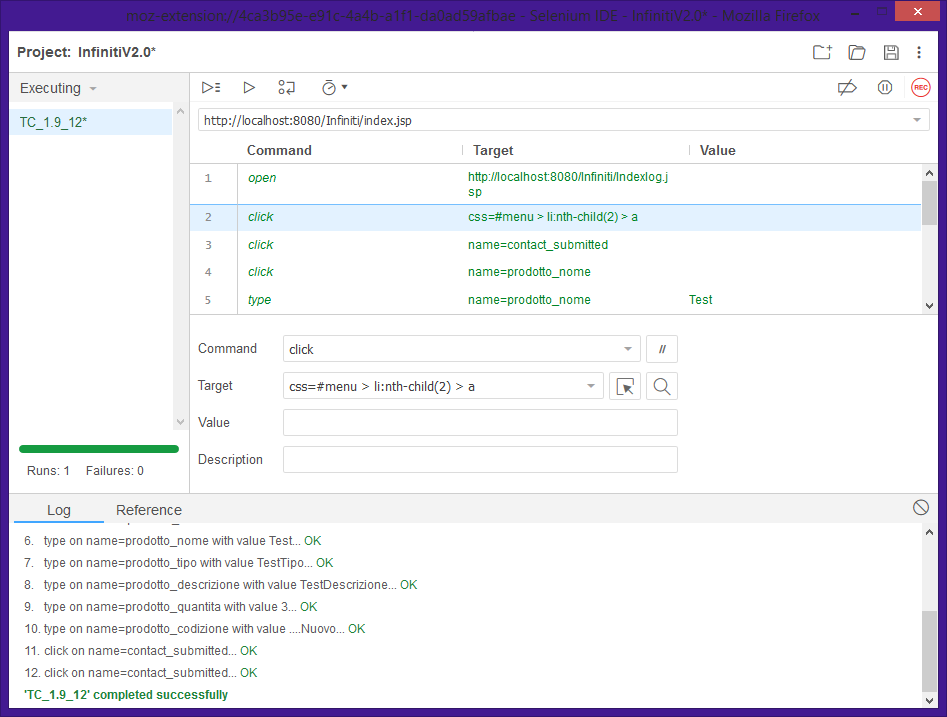 moz-extension://4ca3b95e-e91c-4a4b-a1f1-da0ad59afbae - Selenium IDE - InfinitiV2.0* - Mozilla Firefox
Project: InfinitiV2.0*
Executing
TC_1.9_12*
REC
http://localhost:8080/Infiniti/index.jsp
Command Target Value
1 open http://localhost:8080/Infiniti/Indexlog.j
sp
2 click css=#menu > li:nth-child(2) > a
3 click name=contact_submitted
4 click name=prodotto_nome
5 type name=prodotto_nome Test
Command click //
Target css=#menu > li:nth-child(2) > a
Value
Description
Runs: 1 Failures: 0
Log Reference
6. type on name=prodotto_nome with value Test... OK
7. type on name=prodotto_tipo with value TestTipo... OK
8. type on name=prodotto_descrizione with value TestDescrizione... OK
9. type on name=prodotto_quantita with value 3... OK
10. type on name=prodotto_codizione with value ....Nuovo... OK
11. click on name=contact_submitted... OK
12. click on name=contact_submitted... OK
'TC_1.9_12' completed successfully